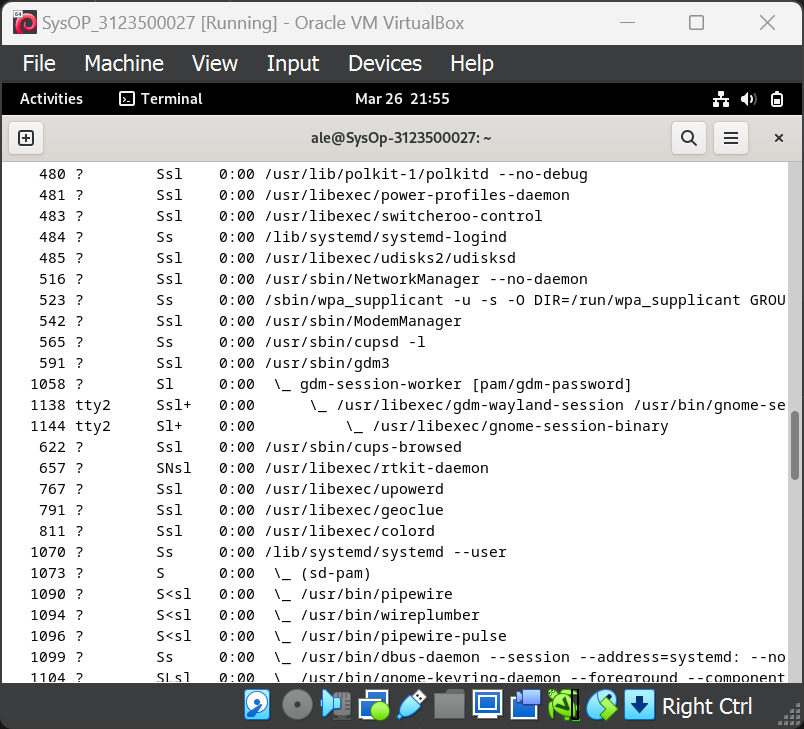 SysOP_3123500027 [Running] - Oracle VM VirtualBox
File Machine View Input Devices Help
Activities Terminal Mar 26 21:55
ale@SysOp-3123500027: ~
480 ? Ssl 0:00 /usr/lib/polkit-1/polkitd --no-debug
481 ? Ssl 0:00 /usr/libexec/power-profiles-daemon
483 ? Ssl 0:00 /usr/libexec/switcheroo-control
484 ? Ss 0:00 /lib/systemd/systemd-logind
485 ? Ssl 0:00 /usr/libexec/udisks2/udisksd
516 ? Ssl 0:00 /usr/sbin/NetworkManager --no-daemon
523 ? Ss 0:00 /sbin/wpa_supplicant -u -s -O DIR=/run/wpa_supplicant GROU
542 ? Ssl 0:00 /usr/sbin/ModemManager
565 ? Ss 0:00 /usr/sbin/cupsd -l
591 ? Ssl 0:00 /usr/sbin/gdm3
1058 ? Sl 0:00 \_ gdm-session-worker [pam/gdm-password]
1138 tty2 Ssl+ 0:00 \_ /usr/libexec/gdm-wayland-session /usr/bin/gnome-se
1144 tty2 Sl+ 0:00 \_ /usr/libexec/gnome-session-binary
622 ? Ssl 0:00 /usr/sbin/cups-browsed
657 ? SNsl 0:00 /usr/libexec/rtkit-daemon
767 ? Ssl 0:00 /usr/libexec/upowerd
791 ? Ssl 0:00 /usr/libexec/geoclue
811 ? Ssl 0:00 /usr/libexec/colord
1070 ? Ss 0:00 /lib/systemd/systemd --user
1073 ? S 0:00 \_ (sd-pam)
1090 ? S<sl 0:00 \_ /usr/bin/pipewire
1094 ? S<sl 0:00 \_ /usr/bin/wireplumber
1096 ? S<sl 0:00 \_ /usr/bin/pipewire-pulse
1099 ? Ss 0:00 \_ /usr/bin/dbus-daemon --session --address=systemd: --no
1104 ? SLsl 0:00 \_ /usr/bin/gnome-keyring-daemon --foreground --component
Right Ctrl